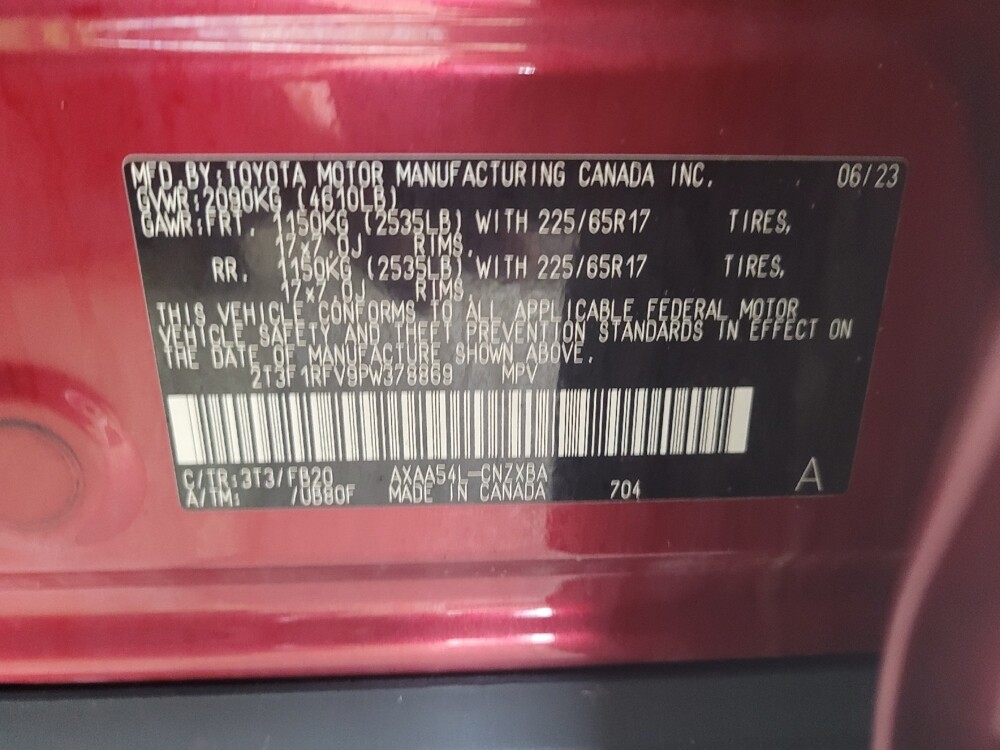 MFD.BY:TOYOTA MOTOR MANUFACTURING CANADA INC. 06/23
GVWR:2090KG (4610LB)
GAWR:FRT. 1150KG (2535LB) WITH 225/65R17 TIRES,
17x7.0J RIMS,
RR. 1150KG (2535LB) WITH 225/65R17 TIRES,
17x7.0J RIMS
THIS VEHICLE CONFORMS TO ALL APPLICABLE FEDERAL MOTOR
VEHICLE SAFETY AND THEFT PREVENTION STANDARDS IN EFFECT ON
THE DATE OF MANUFACTURE SHOWN ABOVE.
2T3F1RFV9PW378869 MPV
C/TR:3T3/FB20 AXAA54L-CNZXBA
A/TM: /UB80F MADE IN CANADA 704 A